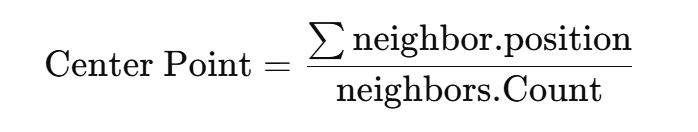 Center Point = ∑ neighbor.position
neighbors.Count